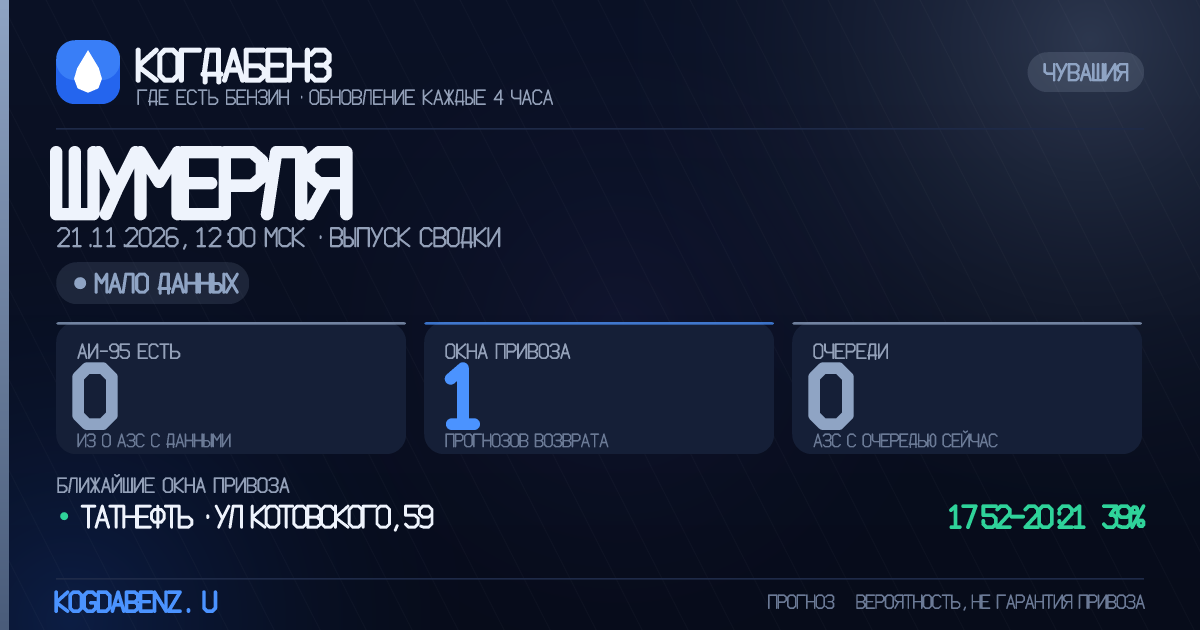 КОГДАБЕНЗ
ГДЕ ЕСТЬ БЕНЗИН · ОБНОВЛЕНИЕ КАЖДЫЕ 4 ЧАСА
ЧУВАШИЯ
ШУМЕРЛЯ
21.11.2026, 12:00 МСК · ВЫПУСК СВОДКИ
МАЛО ДАННЫХ
АИ-95 ЕСТЬ
0
ИЗ 0 АЗС С ДАННЫМИ
ОКНА ПРИВОЗА
1
ПРОГНОЗОВ ВОЗВРАТА
ОЧЕРЕДИ
0
АЗС С ОЧЕРЕДЬЮ СЕЙЧАС
БЛИЖАЙШИЕ ОКНА ПРИВОЗА
• ТАТНЕФТЬ · УЛ КОТОВСКОГО, 59
17:52–20:21 39%
KOGDABENZ. U
ПРОГНОЗ ВЕРОЯТНОСТЬ, НЕ ГАРАНТИЯ ПРИВОЗА